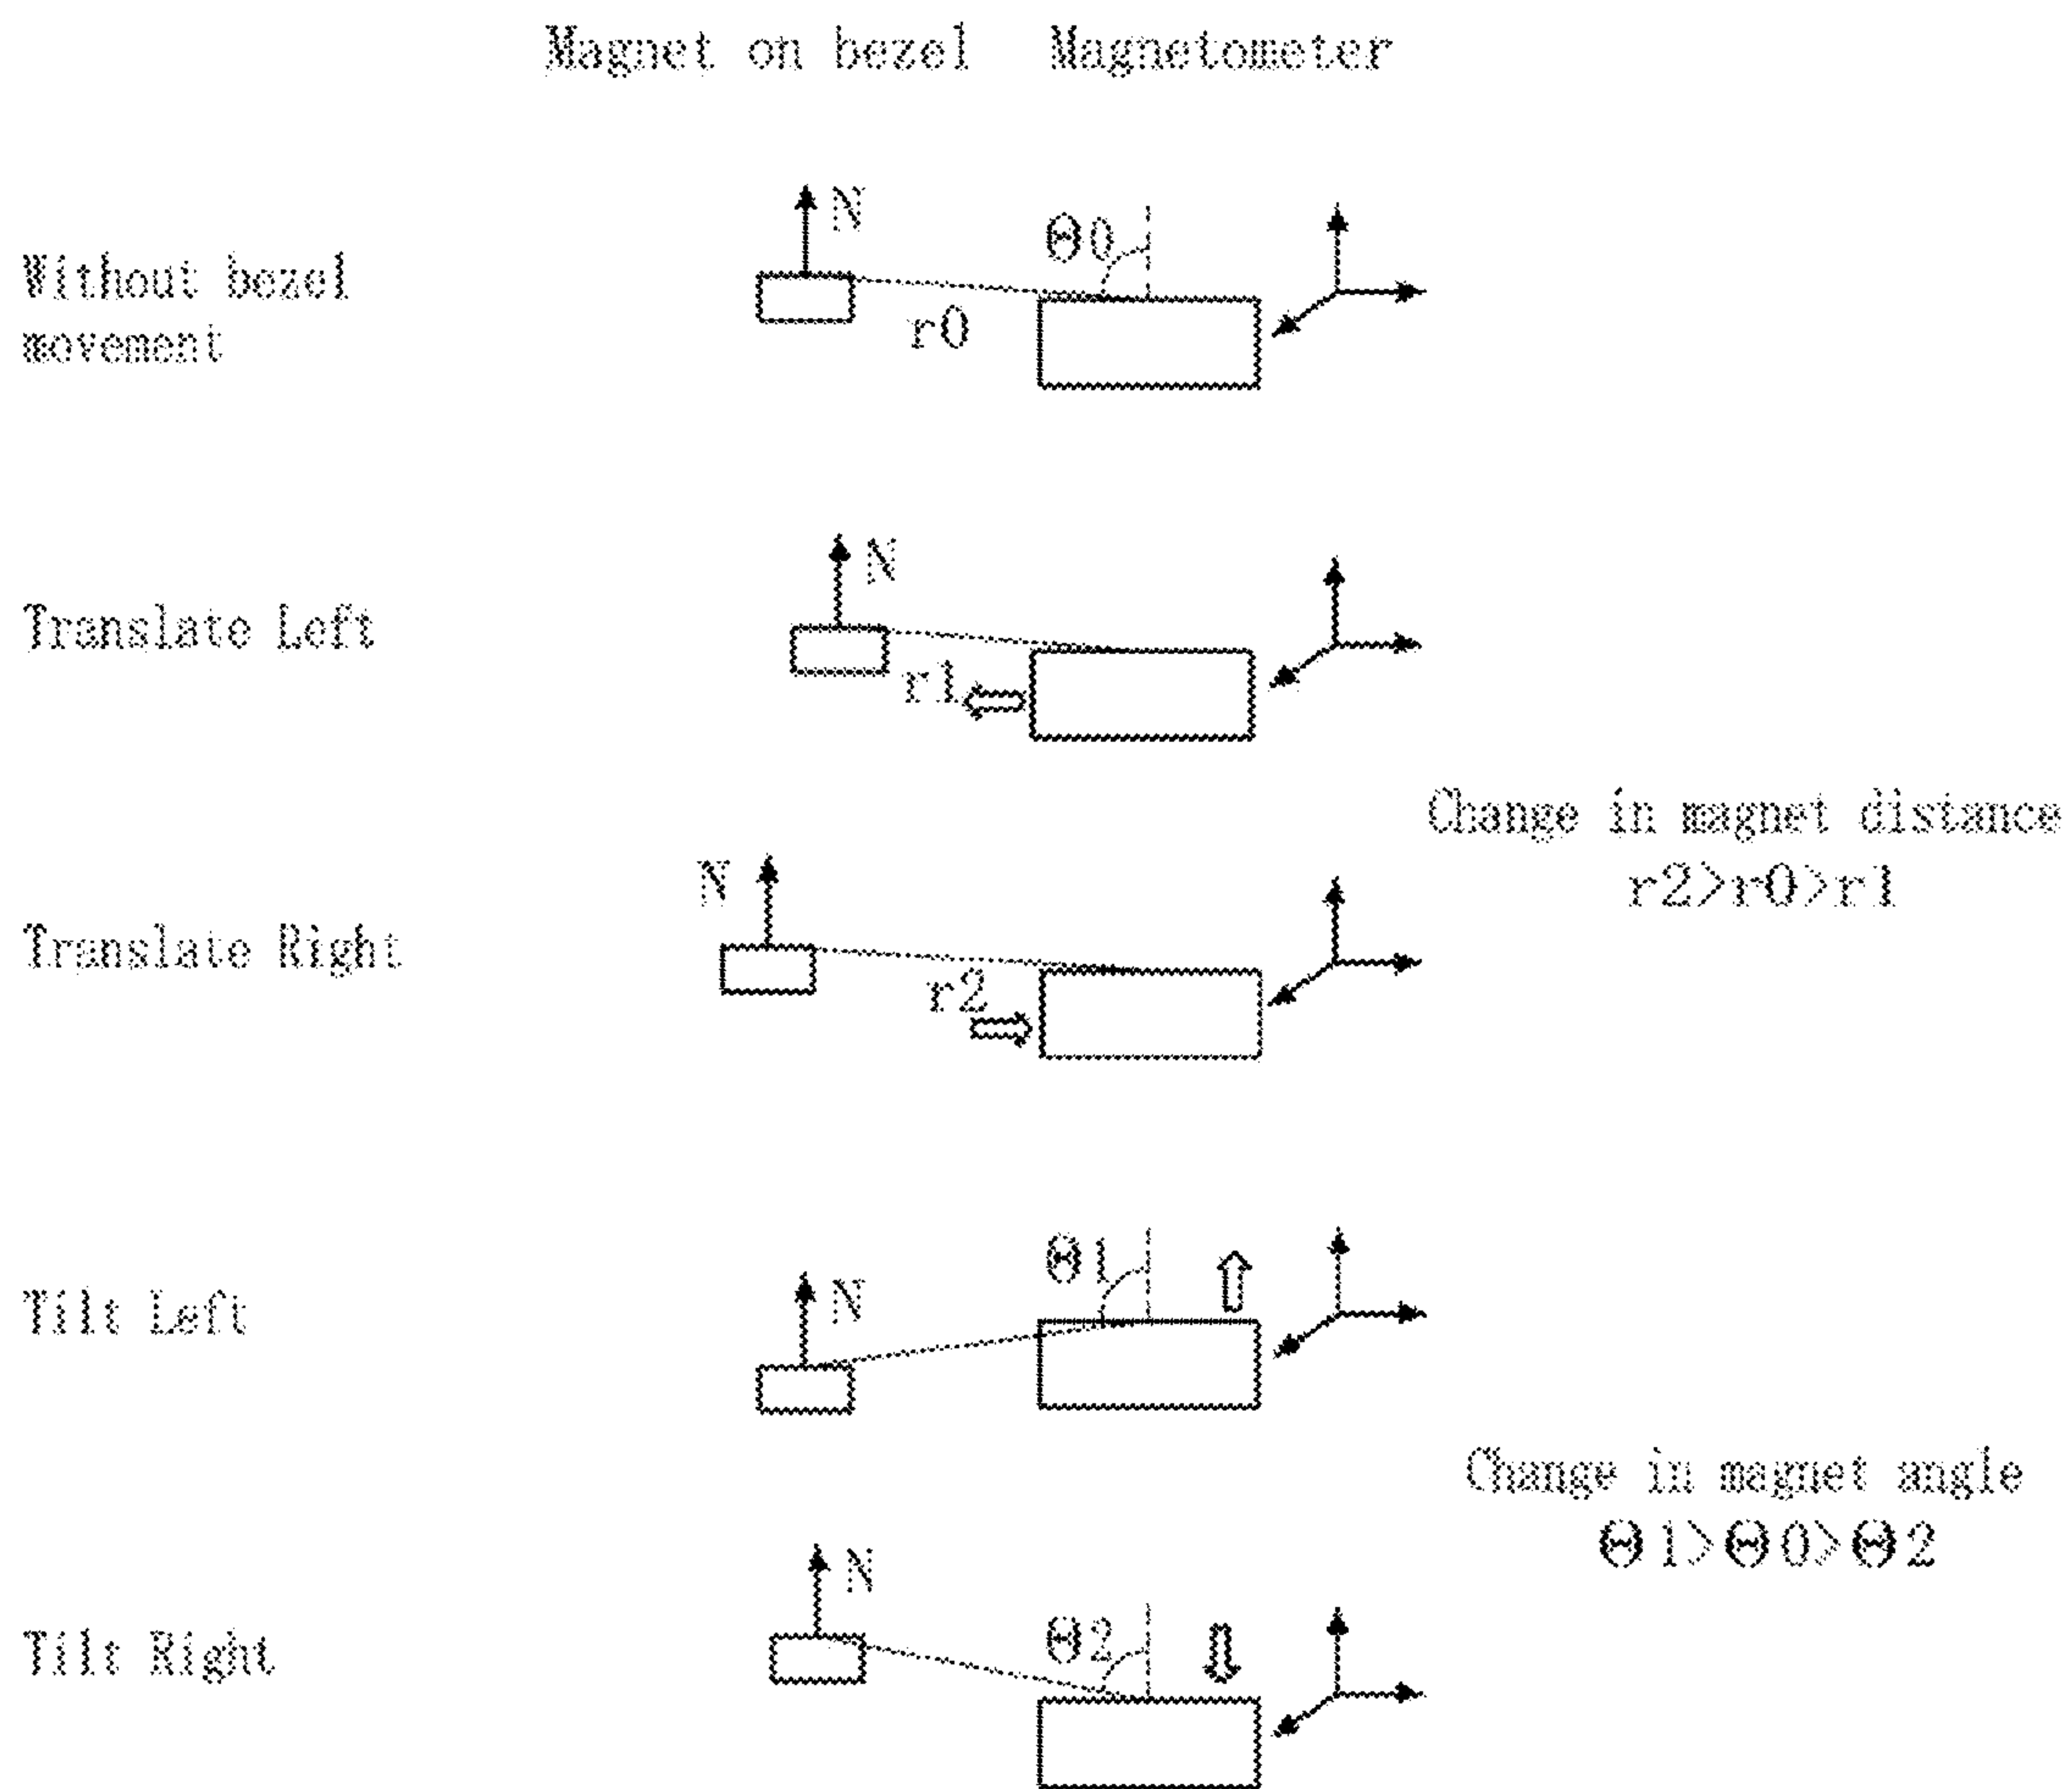 Magnet on bezel Magnetometer
N
Θ0
Without bezel
movement
r0
N
Translate Left
r1
Change in magnet distance
r2>r0>r1
N
Translate Right
r2
Θ1
N
Tilt Left
Change in magnet angle
Θ1>Θ0>Θ2
N
Θ2
Tilt Right